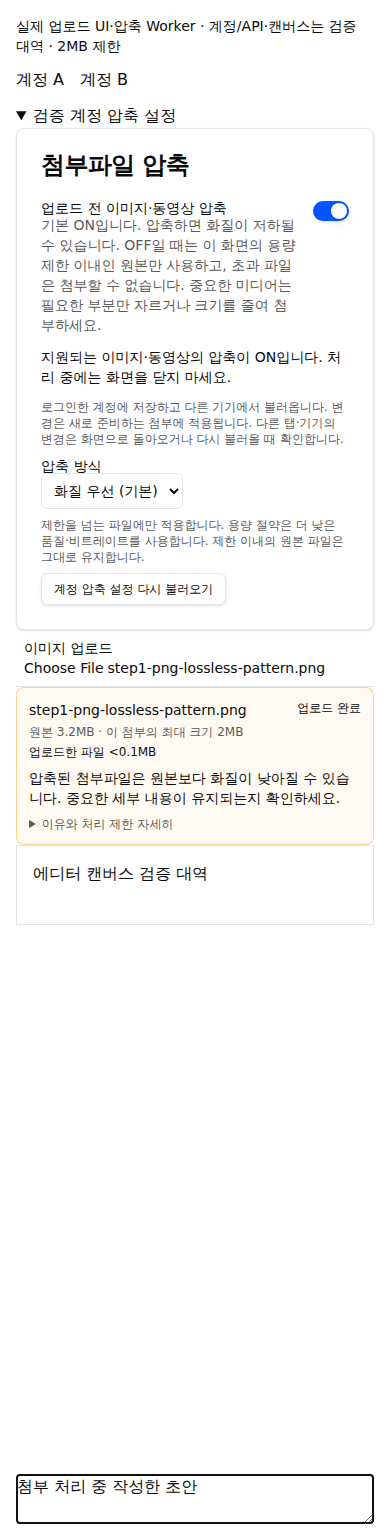 실제 업로드 UI·압축 Worker · 계정/API·캔버스는 검증
대역 · 2MB 제한
계정 A 계정 B
▼ 검증 계정 압축 설정
첨부파일 압축
업로드 전 이미지·동영상 압축
기본 ON입니다. 압축하면 화질이 저하될
수 있습니다. OFF일 때는 이 화면의 용량
제한 이내인 원본만 사용하고, 초과 파일
은 첨부할 수 없습니다. 중요한 미디어는
필요한 부분만 자르거나 크기를 줄여 첨
부하세요.
지원되는 이미지·동영상의 압축이 ON입니다. 처
리 중에는 화면을 닫지 마세요.
로그인한 계정에 저장하고 다른 기기에서 불러옵니다. 변
경은 새로 준비하는 첨부에 적용됩니다. 다른 탭·기기의
변경은 화면으로 돌아오거나 다시 불러올 때 확인합니다.
압축 방식
화질 우선 (기본)
제한을 넘는 파일에만 적용합니다. 용량 절약은 더 낮은
품질·비트레이트를 사용합니다. 제한 이내의 원본 파일은
그대로 유지합니다.
계정 압축 설정 다시 불러오기
이미지 업로드
Choose File step1-png-lossless-pattern.png
step1-png-lossless-pattern.png 업로드 완료
원본 3.2MB · 이 첨부의 최대 크기 2MB
업로드한 파일 <0.1MB
압축된 첨부파일은 원본보다 화질이 낮아질 수 있습
니다. 중요한 세부 내용이 유지되는지 확인하세요.
▶ 이유와 처리 제한 자세히
에디터 캔버스 검증 대역
첨부 처리 중 작성한 초안